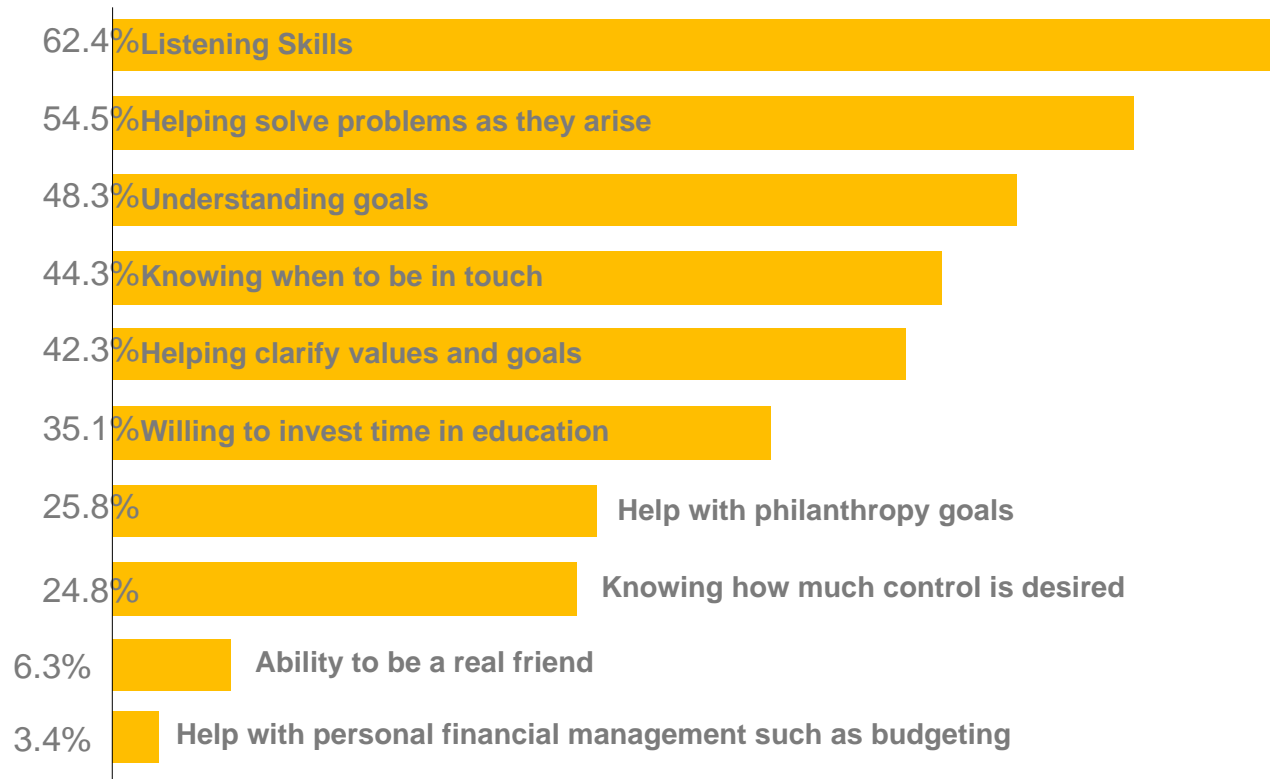 62.4% Listening Skills
54.5% Helping solve problems as they arise
48.3% Understanding goals
44.3% Knowing when to be in touch
42.3% Helping clarify values and goals
35.1% Willing to invest time in education
25.8% Help with philanthropy goals
24.8% Knowing how much control is desired
6.3% Ability to be a real friend
3.4% Help with personal financial management such as budgeting